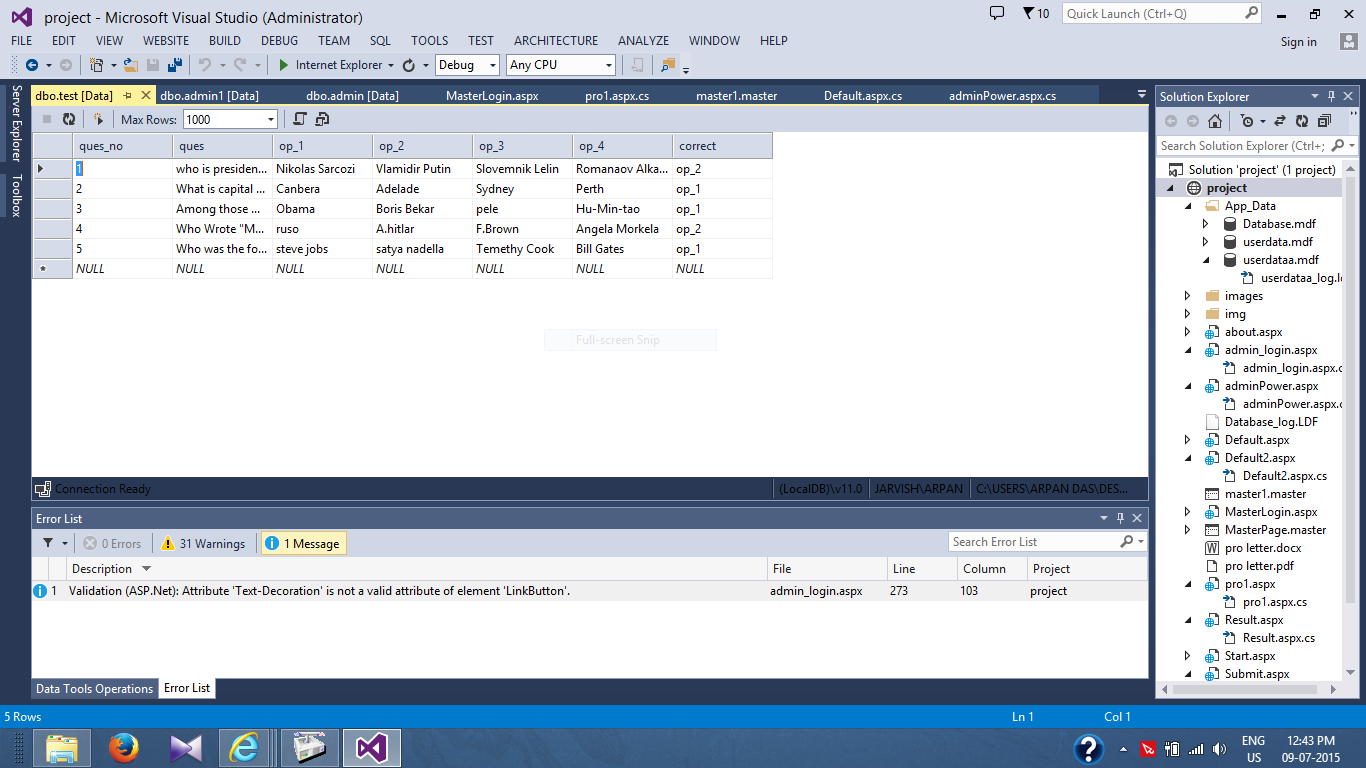 project - Microsoft Visual Studio (Administrator)
10
Quick Launch (Ctrl+Q)
FILE EDIT VIEW WEBSITE BUILD DEBUG TEAM SQL TOOLS TEST ARCHITECTURE ANALYZE WINDOW HELP
Sign in
Internet Explorer Debug Any CPU
Server Explorer
Toolbox
dbo.test [Data] dbo.admin1 [Data] dbo.admin [Data] MasterLogin.aspx pro1.aspx.cs master1.master Default.aspx.cs adminPower.aspx.cs
Max Rows: 1000
ques_no ques op_1 op_2 op_3 op_4 correct
1 who is presiden... Nikolas Sarcozi Vlamidir Putin Slovemnik Lelin Romanaov Alka... op_2
2 What is capital ... Canbera Adelade Sydney Perth op_1
3 Among those ... Obama Boris Bekar pele Hu-Min-tao op_1
4 Who Wrote "M... ruso A.hitlar F.Brown Angela Morkela op_2
5 Who was the fo... steve jobs satya nadella Temethy Cook Bill Gates op_1
NULL NULL NULL NULL NULL NULL NULL
Full-screen Snip
Connection Ready
(LocalDB)\v11.0 JARVISH\ARPAN C:\USERS\ARPAN DAS\DES...
Error List
0 Errors 31 Warnings 1 Message
Search Error List
Description File Line Column Project
1 Validation (ASP.Net): Attribute 'Text-Decoration' is not a valid attribute of element 'LinkButton'. admin_login.aspx 273 103 project
Data Tools Operations Error List
Solution Explorer
Search Solution Explorer (Ctrl+;
Solution 'project' (1 project)
project
App_Data
Database.mdf
userdata.mdf
userdataa.mdf
userdataa_log.l
images
img
about.aspx
admin_login.aspx
admin_login.aspx.c
adminPower.aspx
adminPower.aspx.c
Database_log.LDF
Default.aspx
Default2.aspx
Default2.aspx.cs
master1.master
MasterLogin.aspx
MasterPage.master
pro letter.docx
pro letter.pdf
pro1.aspx
pro1.aspx.cs
Result.aspx
Result.aspx.cs
Start.aspx
Submit.aspx
5 Rows Ln 1 Col 1
ENG
US
12:43 PM
09-07-2015